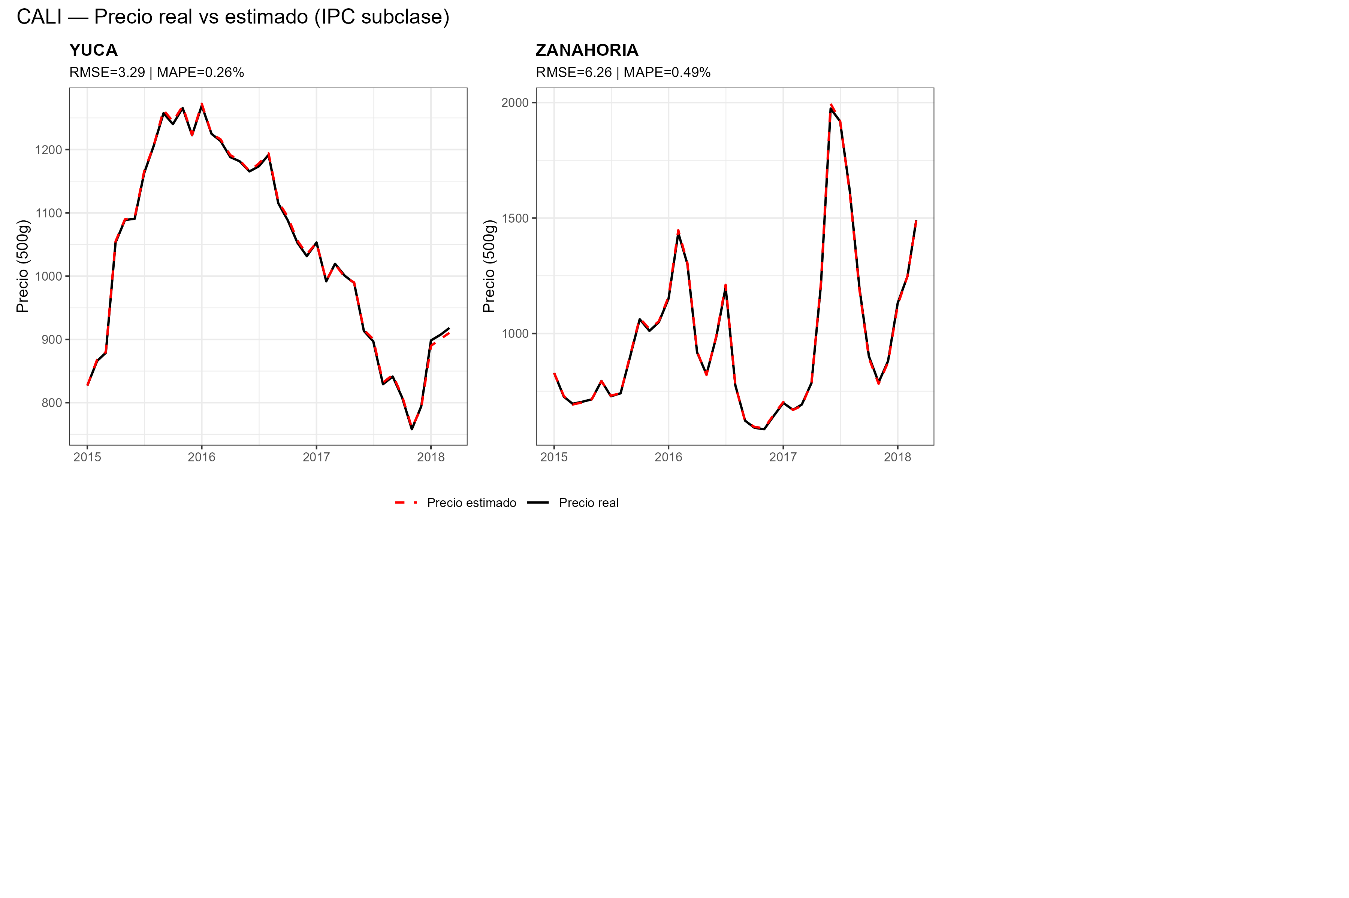 CALI — Precio real vs estimado (IPC subclase)
YUCA
RMSE=3.29 | MAPE=0.26%
Precio (500g)
1200
1100
1000
900
800
2015 2016 2017 2018
ZANAHORIA
RMSE=6.26 | MAPE=0.49%
Precio (500g)
2000
1500
1000
2015 2016 2017 2018
Precio estimado Precio real